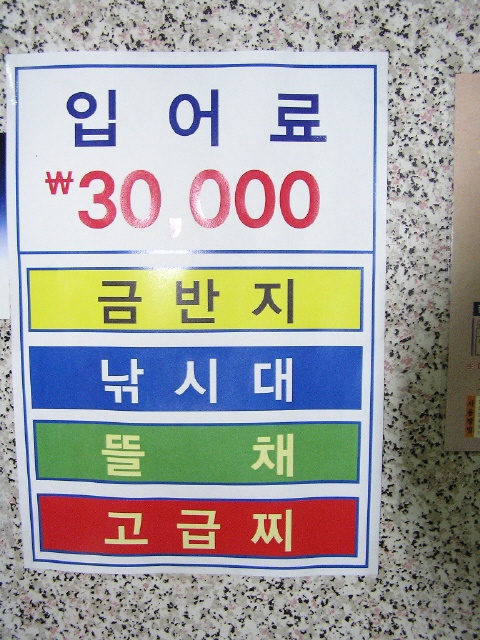 입 어 료
₩30,000
금 반 지
낚 시 대
뜰 채
고 급 찌